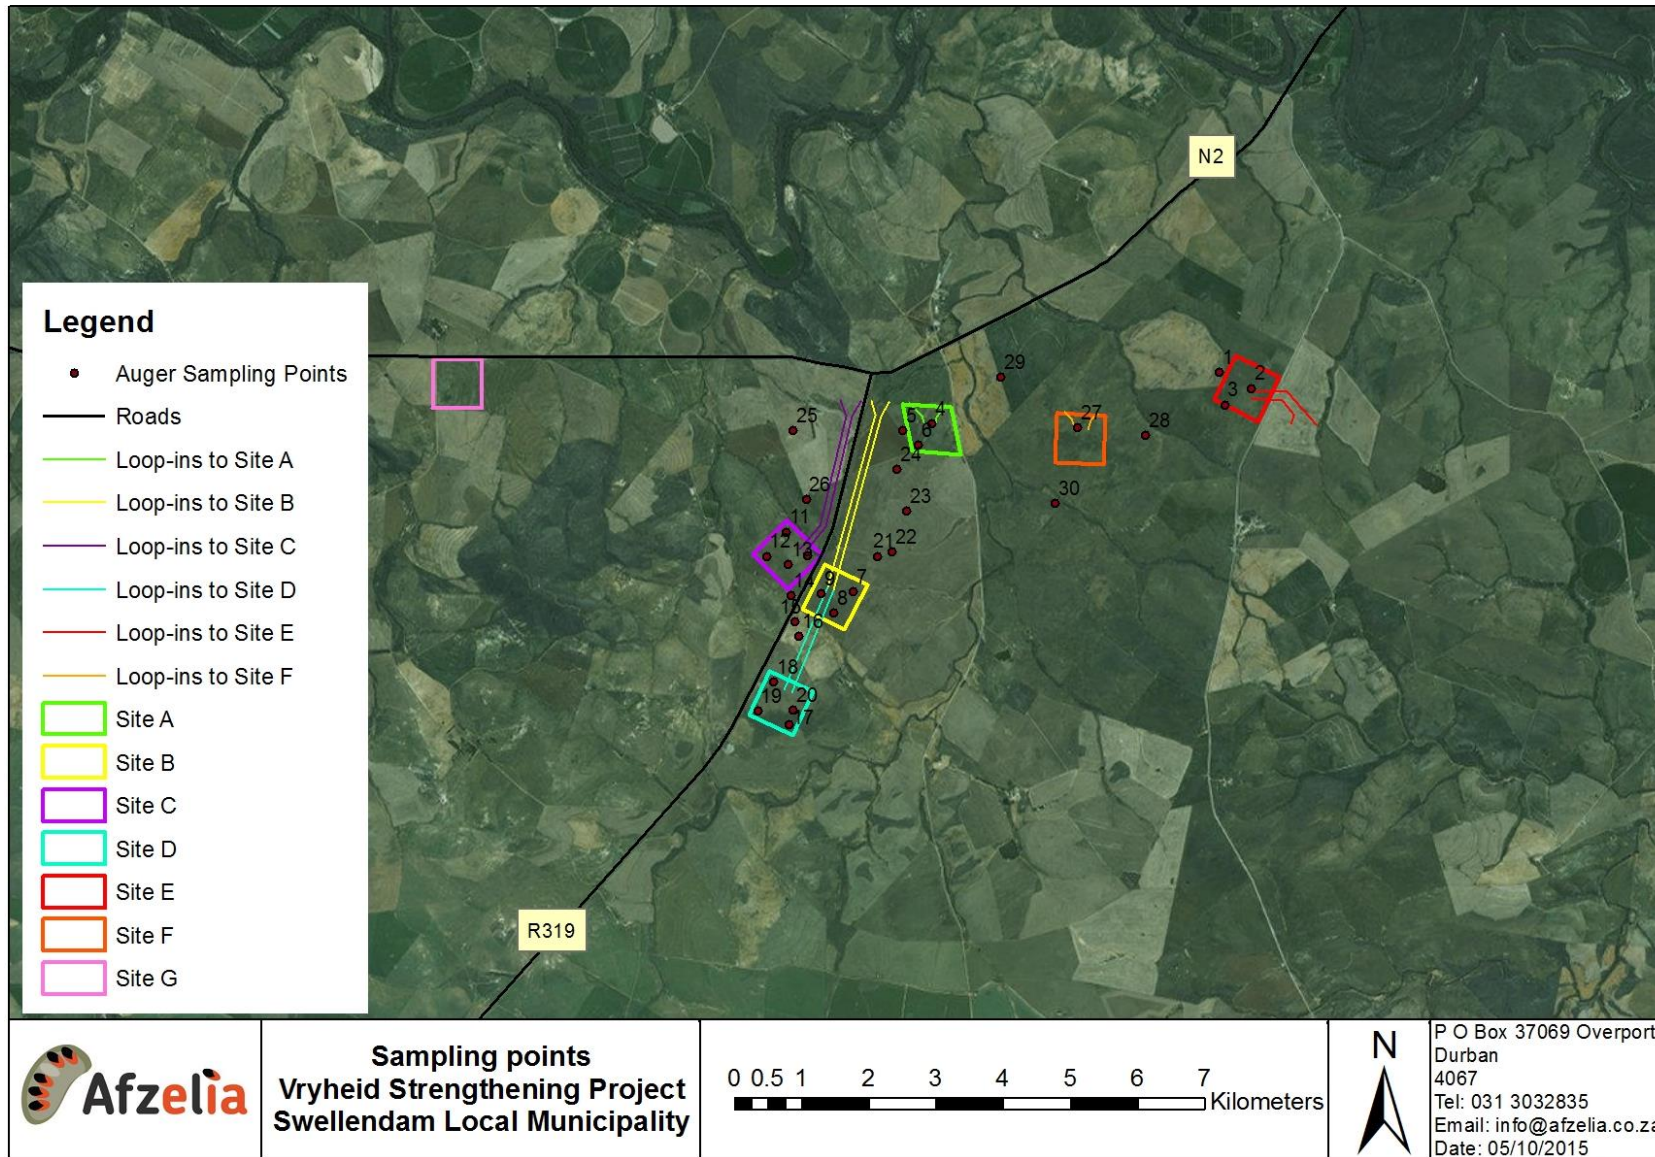 N2
1
2
3
29
4
5
6
27
28
25
24
26
23
30
11
12
13
21
22
14
9
7
8
15
16
18
19
20
17
R319
Legend
Auger Sampling Points
Roads
Loop-ins to Site A
Loop-ins to Site B
Loop-ins to Site C
Loop-ins to Site D
Loop-ins to Site E
Loop-ins to Site F
Site A
Site B
Site C
Site D
Site E
Site F
Site G
Afzelia
Sampling points
Vryheid Strengthening Project
Swellendam Local Municipality
0 0.5 1 2 3 4 5 6 7
Kilometers
N
P O Box 37069 Overport
Durban
4067
Tel: 031 3032835
Email: info@afzelia.co.za
Date: 05/10/2015